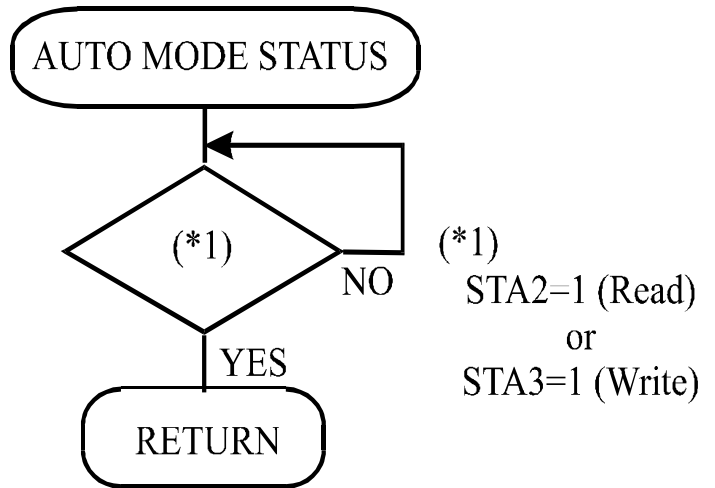 AUTO MODE STATUS
(*1)
NO
YES
RETURN
(*1)
STA2=1 (Read)
or
STA3=1 (Write)